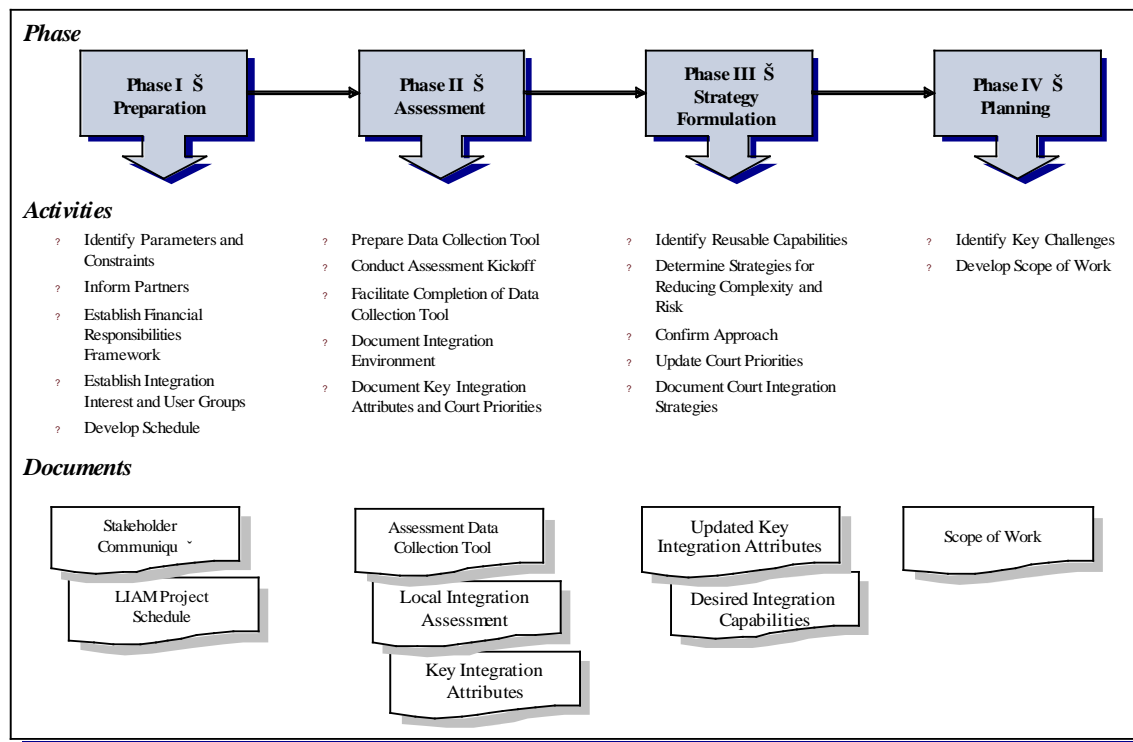 Phase
Phase I Š
Preparation
Phase II Š
Assessment
Phase III Š
Strategy
Formulation
Phase IV Š
Planning
Activities
? Identify Parameters and
Constraints
? Inform Partners
? Establish Financial
Responsibilities
Framework
? Establish Integration
Interest and User Groups
? Develop Schedule
? Prepare Data Collection Tool
? Conduct Assessment Kickoff
? Facilitate Completion of Data
Collection Tool
? Document Integration
Environment
? Document Key Integration
Attributes and Court Priorities
? Identify Reusable Capabilities
? Determine Strategies for
Reducing Complexity and
Risk
? Confirm Approach
? Update Court Priorities
? Document Court Integration
Strategies
? Identify Key Challenges
? Develop Scope of Work
Documents
Stakeholder
Communiqu ˇ
LIAM Project
Schedule
Assessment Data
Collection Tool
Local Integration
Assessment
Key Integration
Attributes
Updated Key
Integration Attributes
Desired Integration
Capabilities
Scope of Work